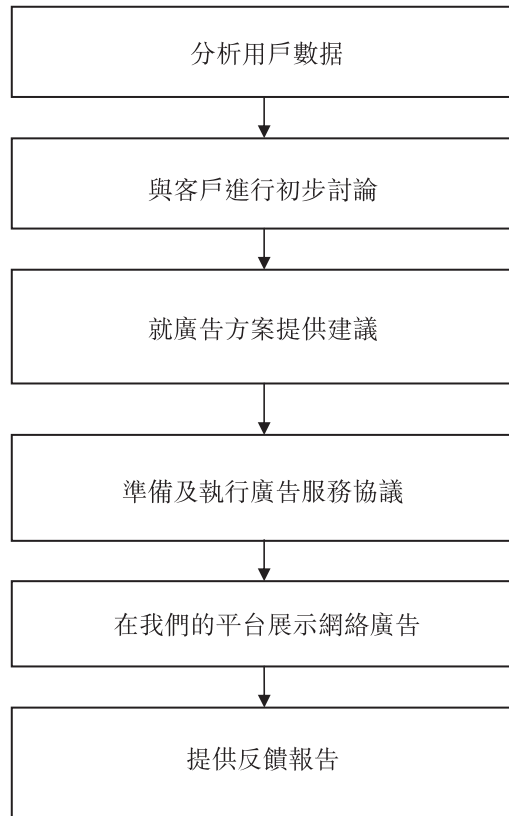 分析用戶數据
與客戶進行初步討論
就廣告方案提供建議
準備及執行廣告服務協議
在我們的平台展示網絡廣告
提供反饋報告